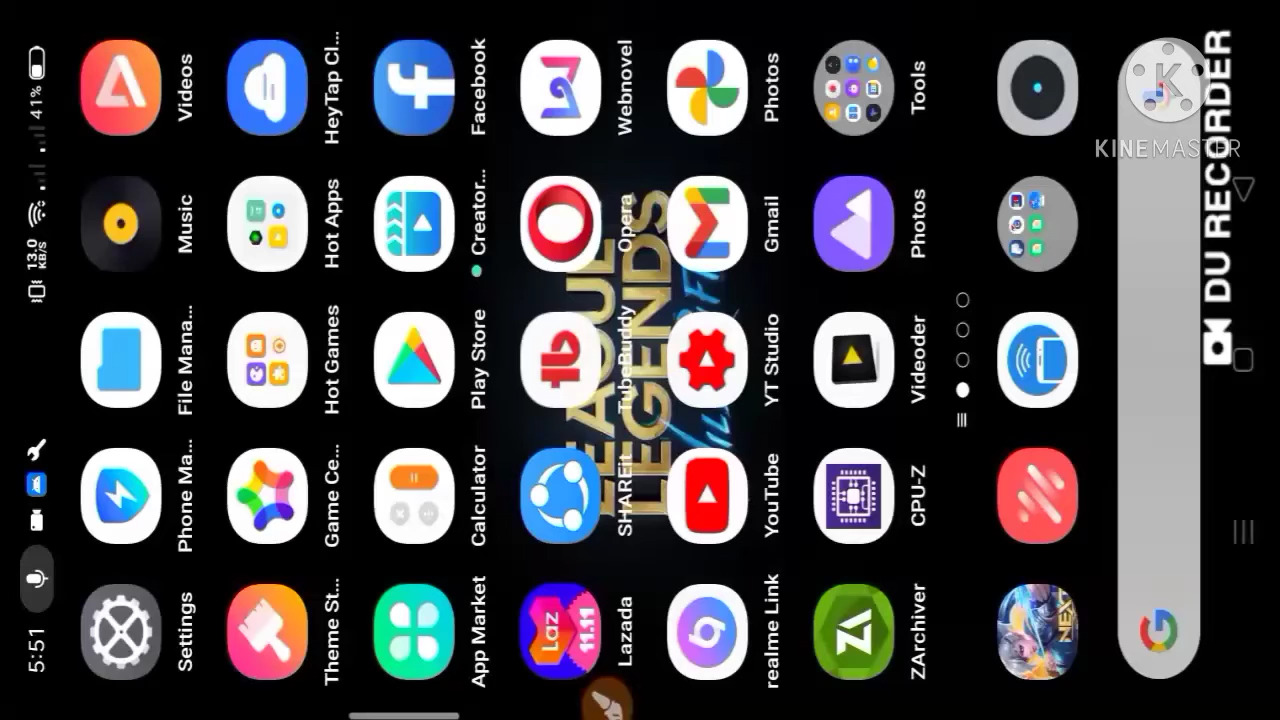 5:51
13.0
KB/S
41%
Settings
Phone Ma...
File Mana...
Music
Videos
Theme St...
Game Ce...
Hot Games
Hot Apps
HeyTap Cl...
App Market
Calculator
Play Store
Creator...
Facebook
Laz
11.11
Lazada
SHAREit
TubeBuddy
Opera
Webnovel
LEAGUE
LEGENDS
realme Link
YouTube
YT Studio
Gmail
Photos
ZA
ZArchiver
CPU-Z
Videoder
Photos
Tools
NEXT
K
KINEMASTER
DU RECORDER